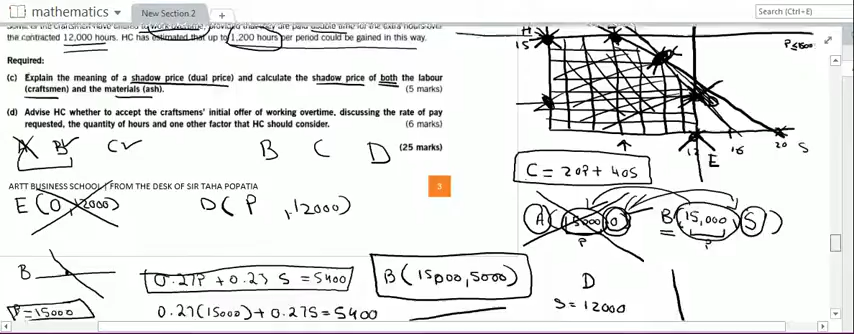 mathematics
New Section 2
Search (Ctrl+E)
the contracted 12,000 hours. HC has estimated that up to 1,200 hours per period could be gained in this way.
Required:
(c) Explain the meaning of a shadow price (dual price) and calculate the shadow price of both the labour
(craftsmen) and the materials (ash). (5 marks)
(d) Advise HC whether to accept the craftsmen's initial offer of working overtime, discussing the rate of pay
requested, the quantity of hours and one other factor that HC should consider. (6 marks)
(25 marks)
A B C B C D
ARTT BUSINESS SCHOOL, FROM THE DESK OF SIR TAHA POPATIA
3
E (0,12000) D( P ,12000)
B
0.27P + 0.23 S = 5400
P=15000
0.27(15000)+0.27S=5400
B(15,000,5000)
15
12 16 20 S
E
C = 20P + 40S
A (15000, 0) B (15,000, S)
P P
D
S=12000